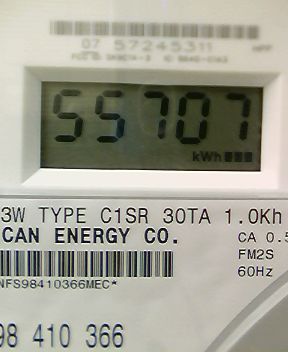 07 57245311
55707
kWh
3W TYPE C1SR 30TA 1.0Kh
CAN ENERGY CO.
CA 0.5
FM2S
60Hz
NFS98410366MEC*
98 410 366